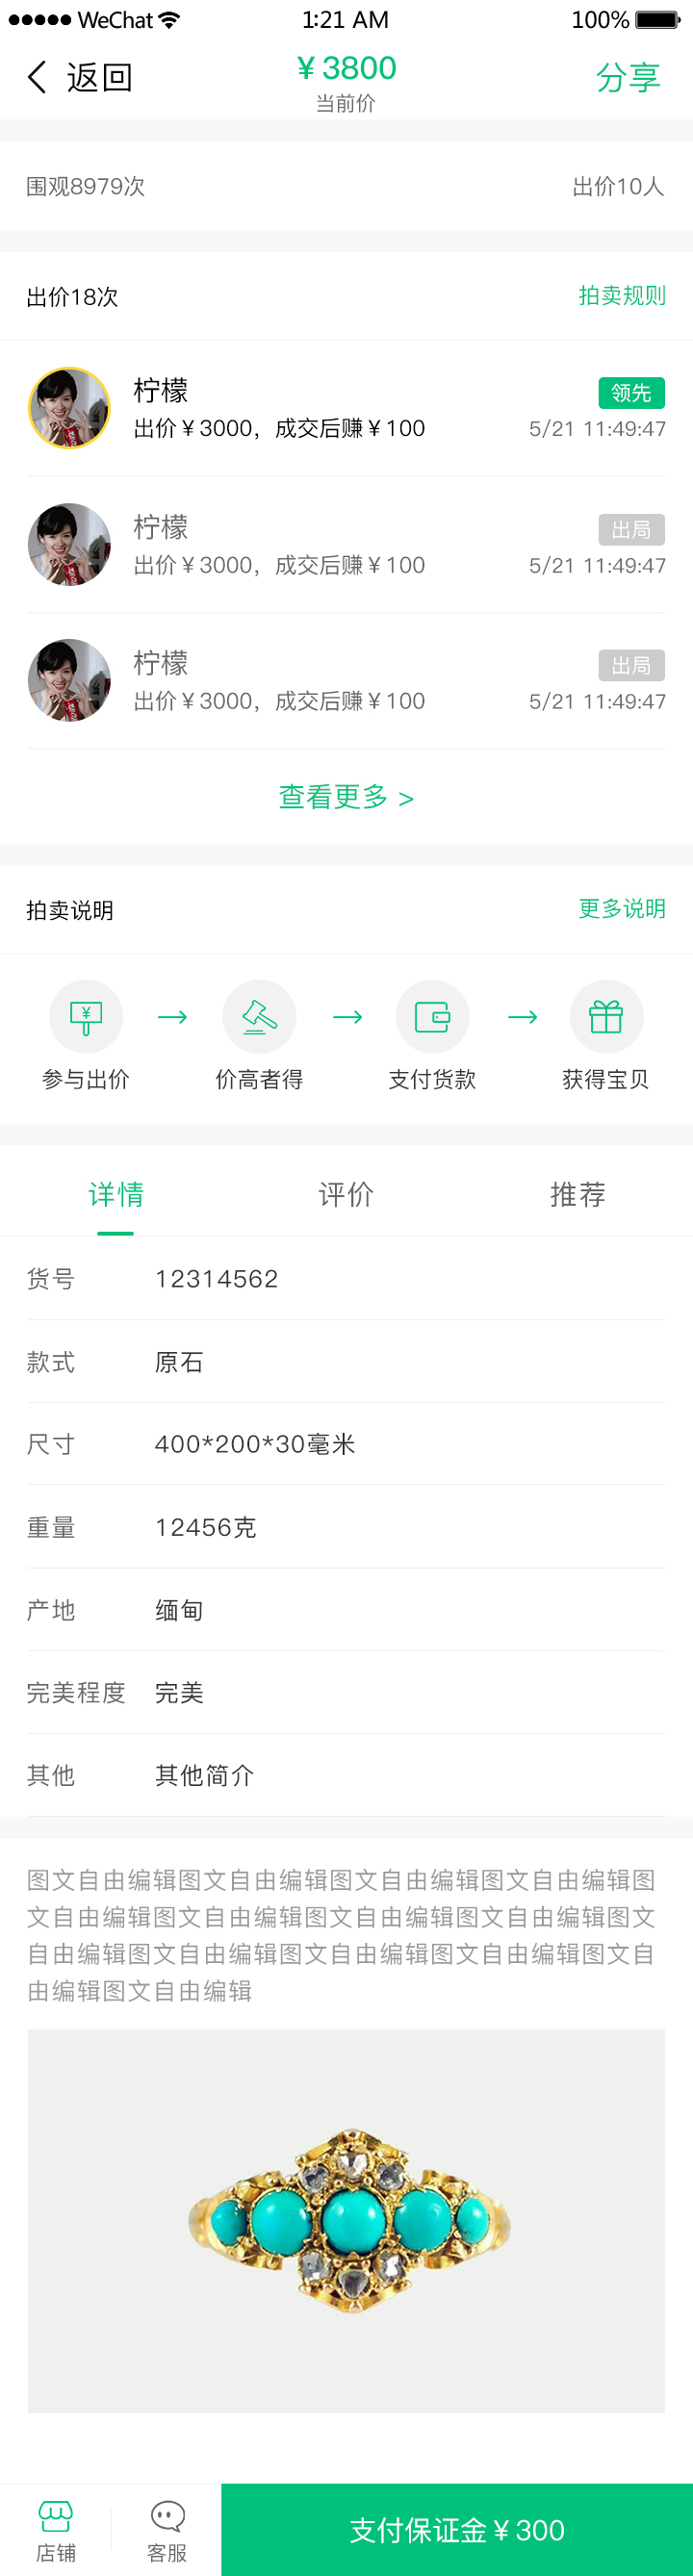 WeChat 1:21 AM 100%
返回 ¥3800 分享
当前价
围观8979次 出价10人
出价18次 拍卖规则
柠檬 领先
出价¥3000，成交后赚¥100 5/21 11:49:47
柠檬 出局
出价¥3000，成交后赚¥100 5/21 11:49:47
柠檬 出局
出价¥3000，成交后赚¥100 5/21 11:49:47
查看更多 >
拍卖说明 更多说明
¥
参与出价 价高者得 支付货款 获得宝贝
详情 评价 推荐
货号 12314562
款式 原石
尺寸 400*200*30毫米
重量 12456克
产地 缅甸
完美程度 完美
其他 其他简介
图文自由编辑图文自由编辑图文自由编辑图文自由编辑图
文自由编辑图文自由编辑图文自由编辑图文自由编辑图文
自由编辑图文自由编辑图文自由编辑图文自由编辑图文自
由编辑图文自由编辑
店铺 客服 支付保证金¥300